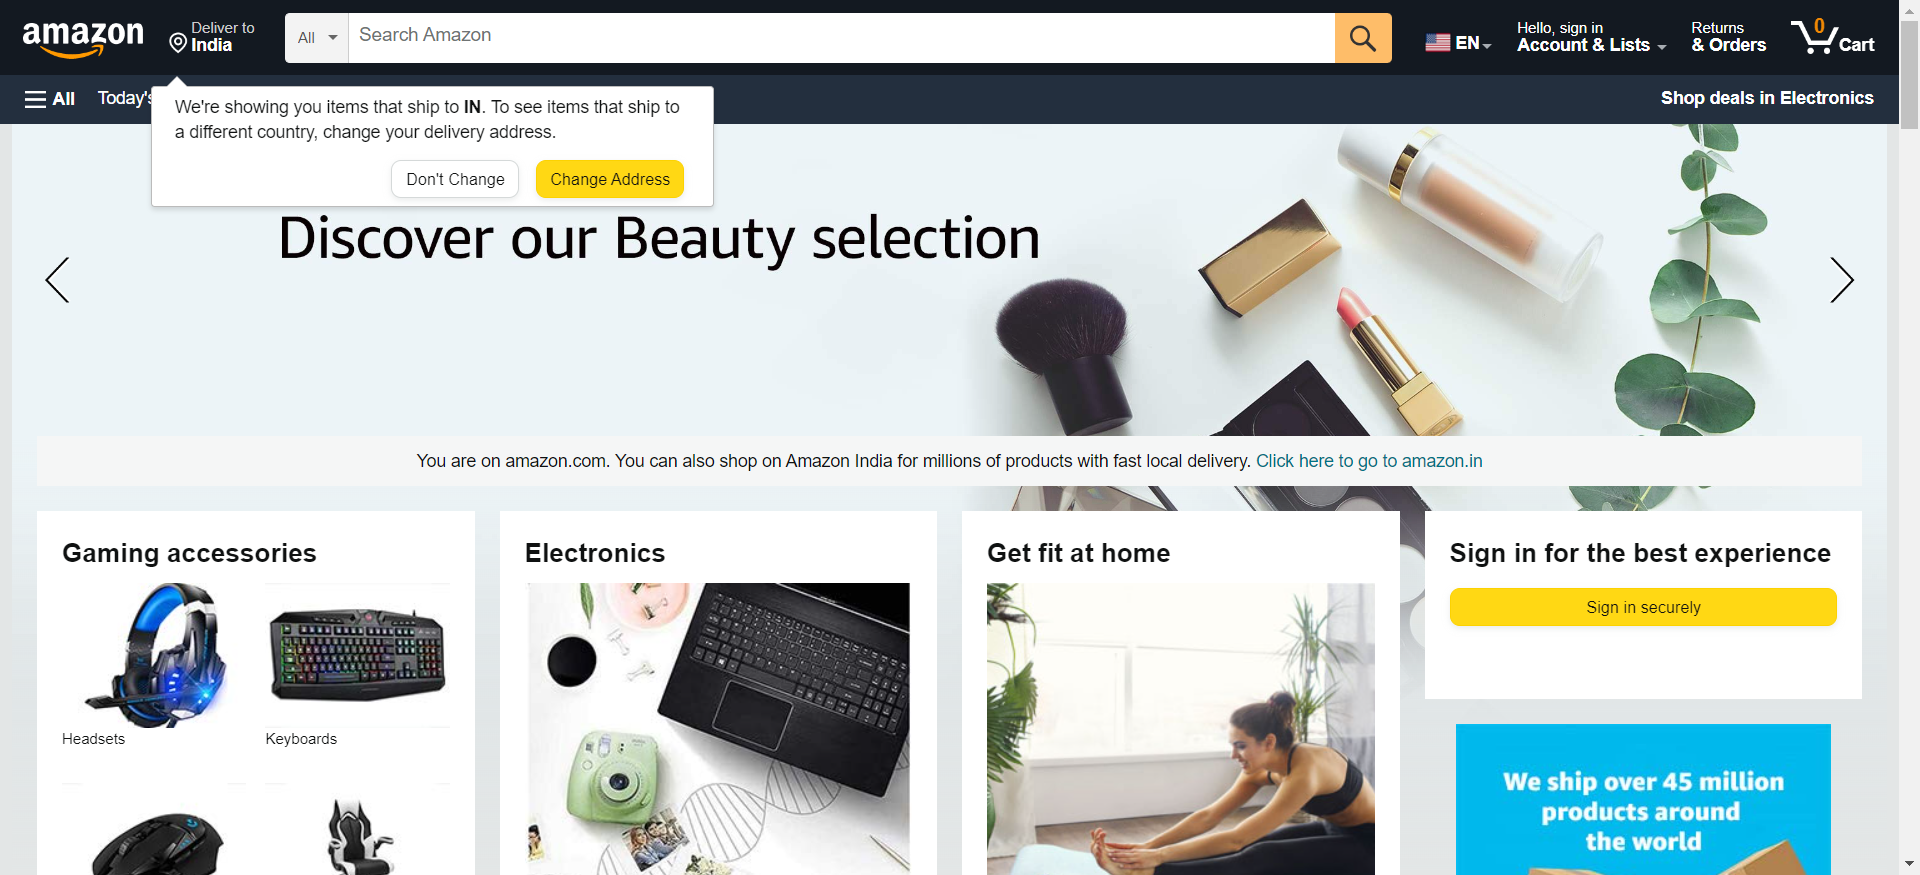 amazon
Deliver to
India
All
Search Amazon
EN
Hello, sign in
Account & Lists
Returns
& Orders
0
Cart
All
Today's
Shop deals in Electronics
We're showing you items that ship to IN. To see items that ship to
a different country, change your delivery address.
Don't Change
Change Address
Discover our Beauty selection
You are on amazon.com. You can also shop on Amazon India for millions of products with fast local delivery. Click here to go to amazon.in
Gaming accessories
Headsets
Keyboards
Electronics
Get fit at home
Sign in for the best experience
Sign in securely
We ship over 45 million
products around
the world